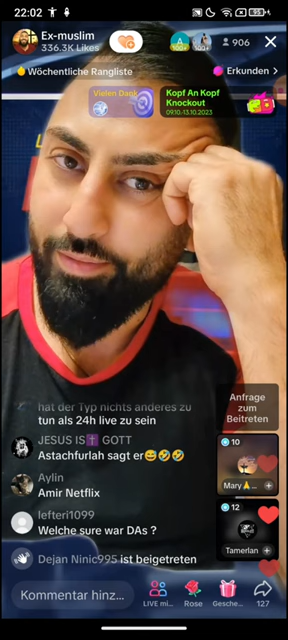 22:02
95
Ex-muslim
336.3K Likes
100+
100+
906
Wöchentliche Rangliste
Erkunden >
Vielen Dank
Kopf An Kopf
Knockout
09.10-13.10.2023
hat der Typ nichts anderes zu
tun als 24h live zu sein
Anfrage
zum
Beitreten
JESUS IS✝️ GOTT
Astachfurlah sagt er😅🤣🤣
10
Aylin
Amir Netflix
Mary🙏...
lefteri1099
Welche sure war DAs ?
12
Tamerlan
Dejan Ninic995 ist beigetreten
Kommentar hinz...
LIVE mi...
Rose
Gesche...
127